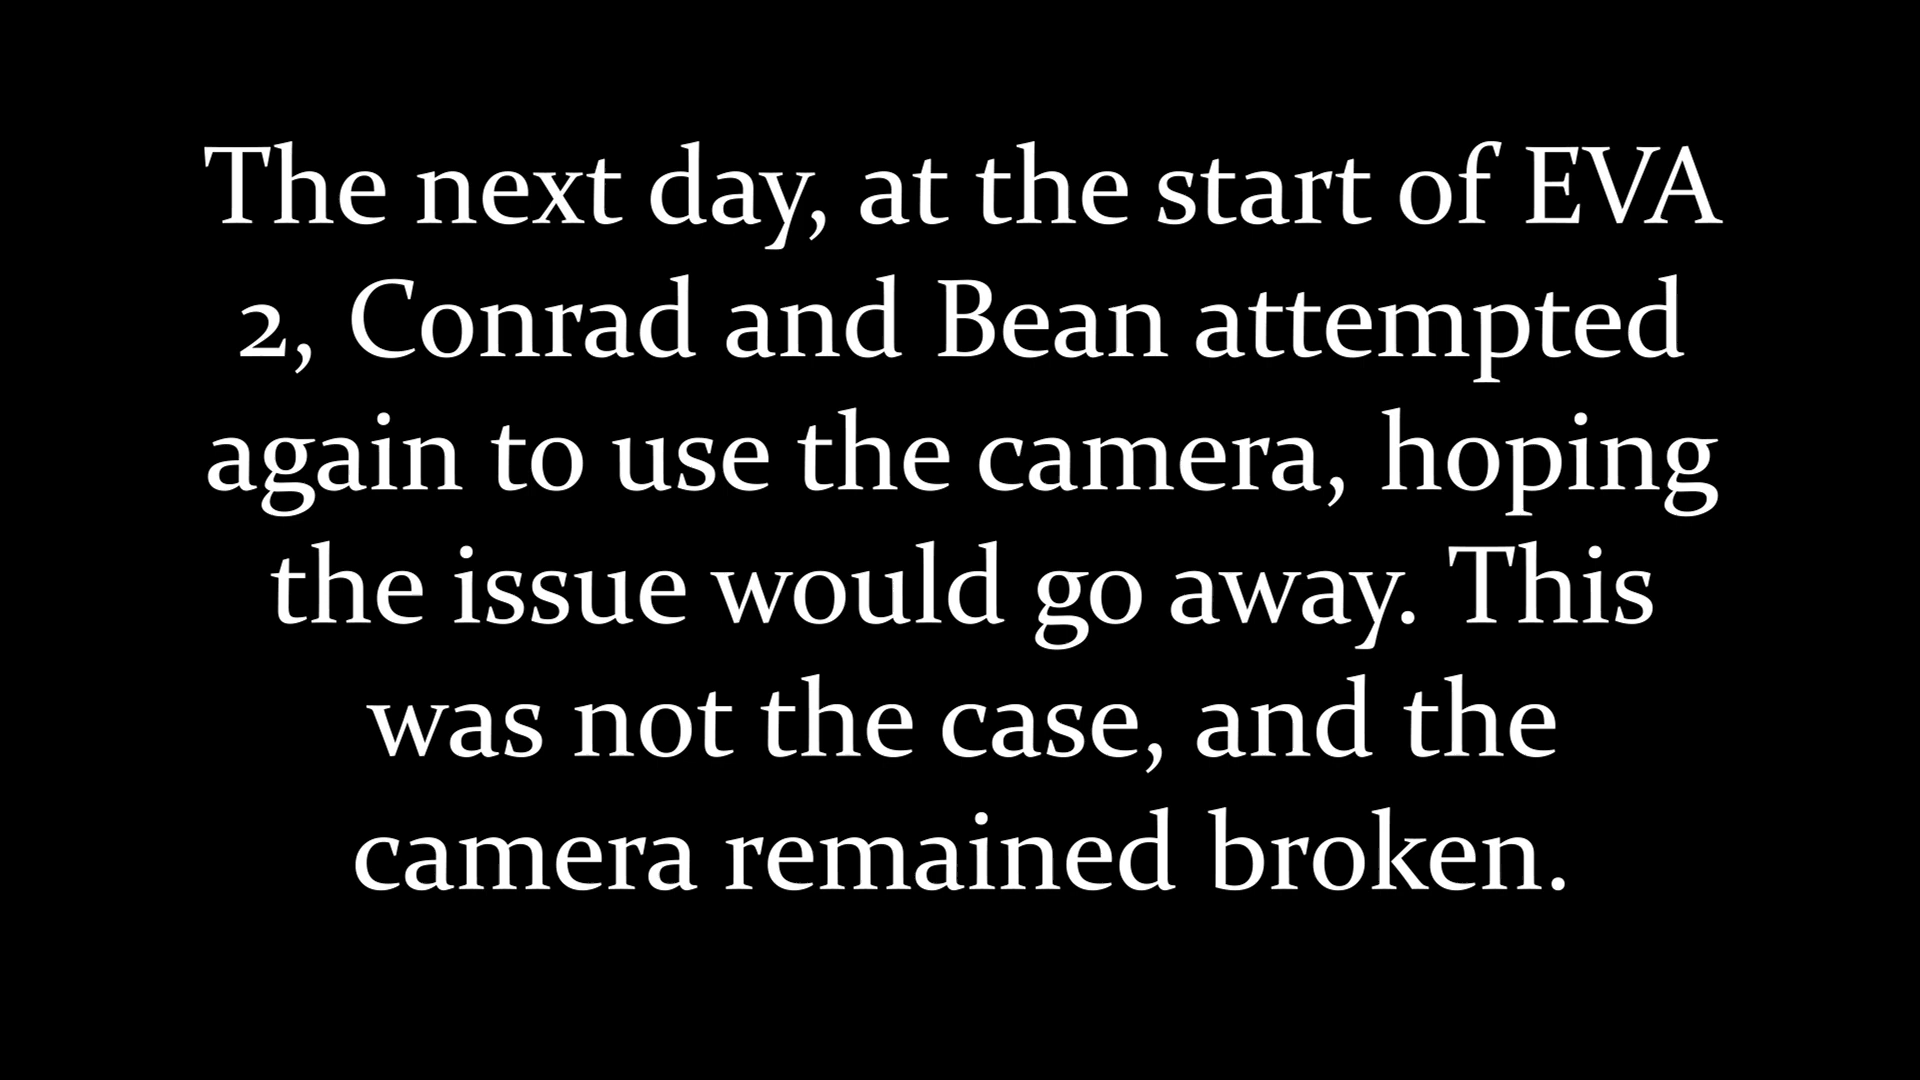 The next day, at the start of EVA
2, Conrad and Bean attempted
again to use the camera, hoping
the issue would go away. This
was not the case, and the
camera remained broken.